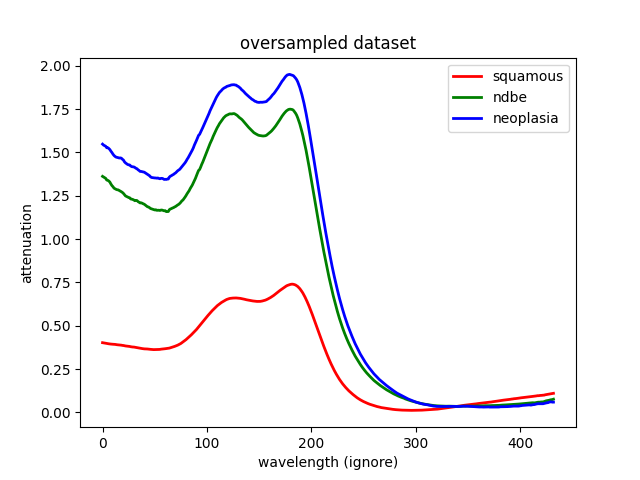 oversampled dataset
squamous
ndbe
neoplasia
attenuation
2.00
1.75
1.50
1.25
1.00
0.75
0.50
0.25
0.00
0 100 200 300 400
wavelength (ignore)